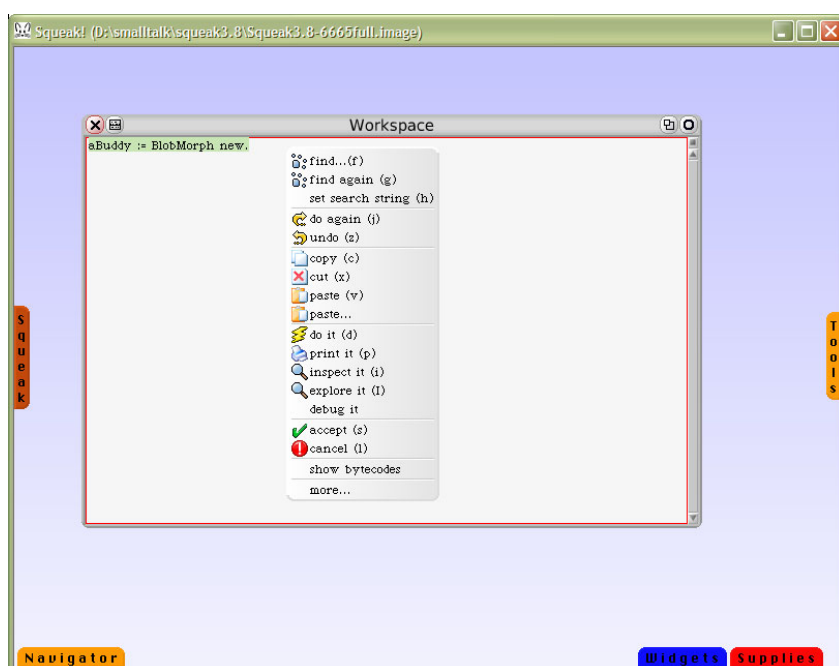 Squeak! (D:\smalltalk\squeak3.8\Squeak3.8-6665full.image)
Workspace
aBuddy := BlobMorph new.
find...(f)
find again (g)
set search string (h)
do again (j)
undo (z)
copy (c)
cut (x)
paste (v)
paste...
do it (d)
print it (p)
inspect it (i)
explore it (I)
debug it
accept (s)
cancel (l)
show bytecodes
more...
Squeak
Tools
Navigator
Widgets
Supplies